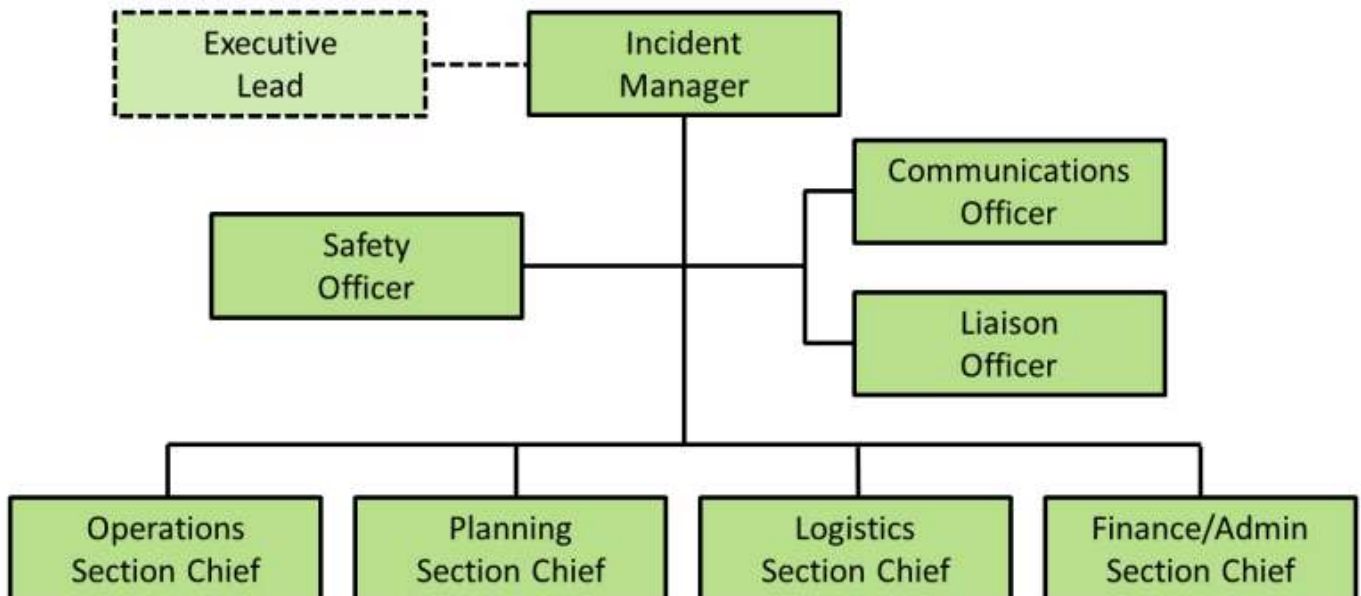 Executive
Lead
Incident
Manager
Communications
Officer
Safety
Officer
Liaison
Officer
Operations
Section Chief
Planning
Section Chief
Logistics
Section Chief
Finance/Admin
Section Chief